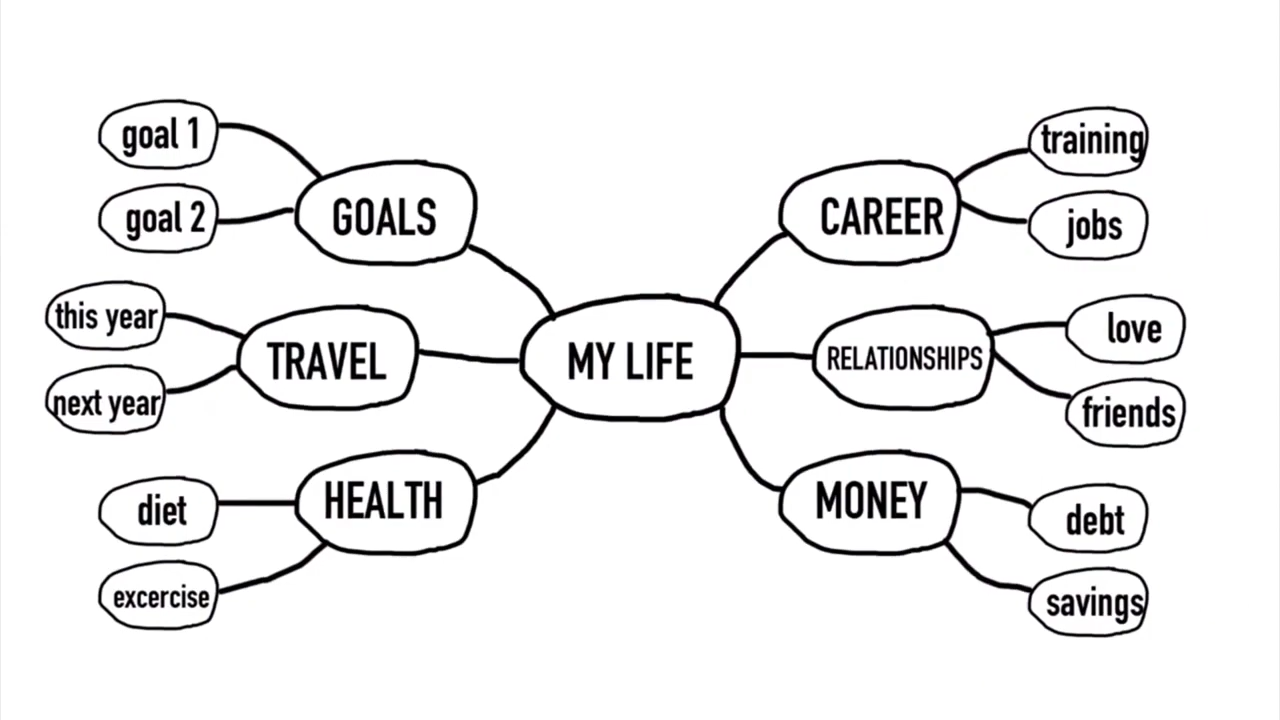 goal 1
goal 2
GOALS
this year
next year
TRAVEL
diet
excercise
HEALTH
MY LIFE
CAREER
training
jobs
RELATIONSHIPS
love
friends
MONEY
debt
savings